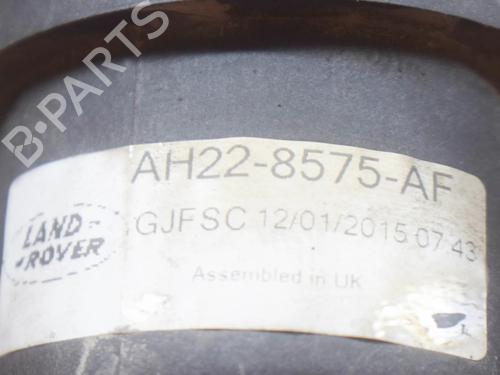 B-PARTS
AH22-8575-AF
GJFSC 12/01/2015 07:43
LAND-
-ROVER
Assembled in UK